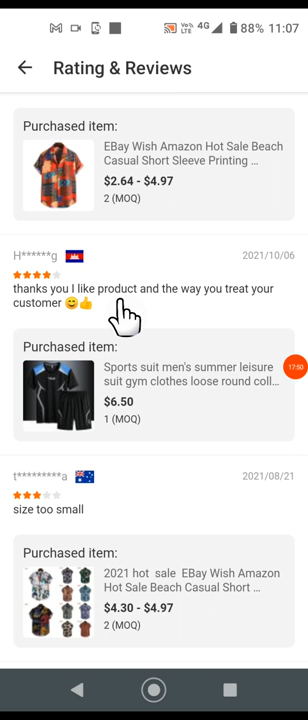 4G 88% 11:07
Rating & Reviews
Purchased item:
EBay Wish Amazon Hot Sale Beach
Casual Short Sleeve Printing ...
$2.64 - $4.97
2 (MOQ)
H******g 2021/10/06
thanks you I like product and the way you treat your
customer 😄👍
Purchased item:
Sports suit men's summer leisure
suit gym clothes loose round coll...
$6.50
1 (MOQ)
17:50
t*********a 2021/08/21
size too small
Purchased item:
2021 hot sale EBay Wish Amazon
Hot Sale Beach Casual Short ...
$4.30 - $4.97
2 (MOQ)